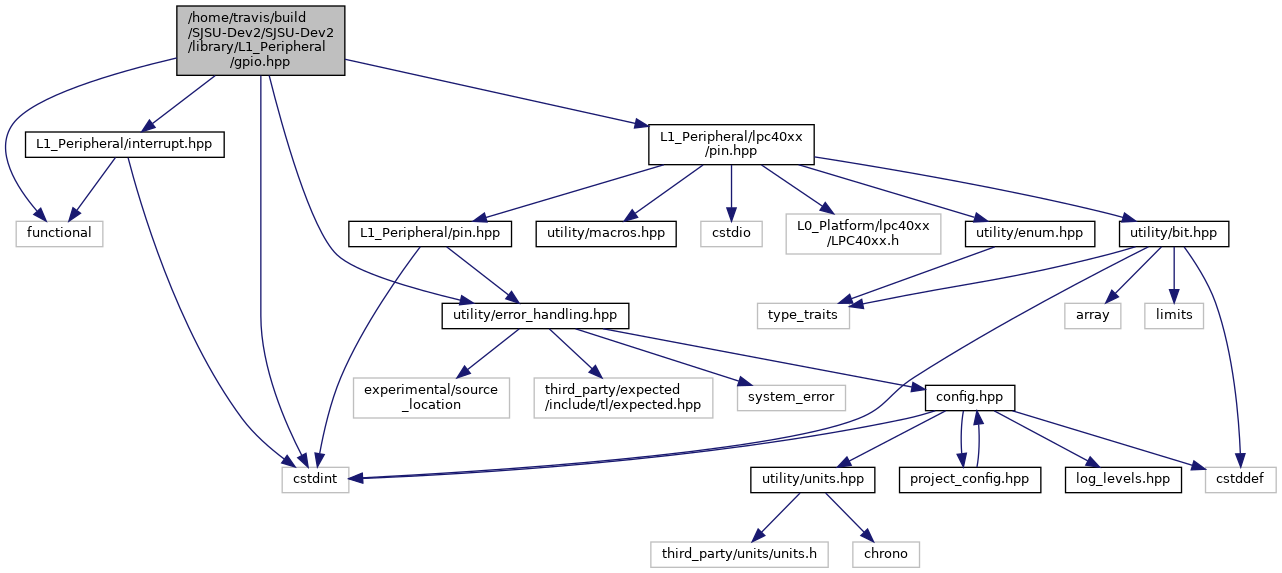 /home/travis/build
/SJSU-Dev2/SJSU-Dev2
/library/L1_Peripheral
/gpio.hpp
L1_Peripheral/interrupt.hpp
L1_Peripheral/lpc40xx
/pin.hpp
functional
L1_Peripheral/pin.hpp
utility/macros.hpp
cstdio
L0_Platform/lpc40xx
/LPC40xx.h
utility/enum.hpp
utility/bit.hpp
utility/error_handling.hpp
type_traits
array
limits
experimental/source
_location
third_party/expected
/include/tl/expected.hpp
system_error
config.hpp
cstdint
utility/units.hpp
project_config.hpp
log_levels.hpp
cstddef
third_party/units/units.h
chrono